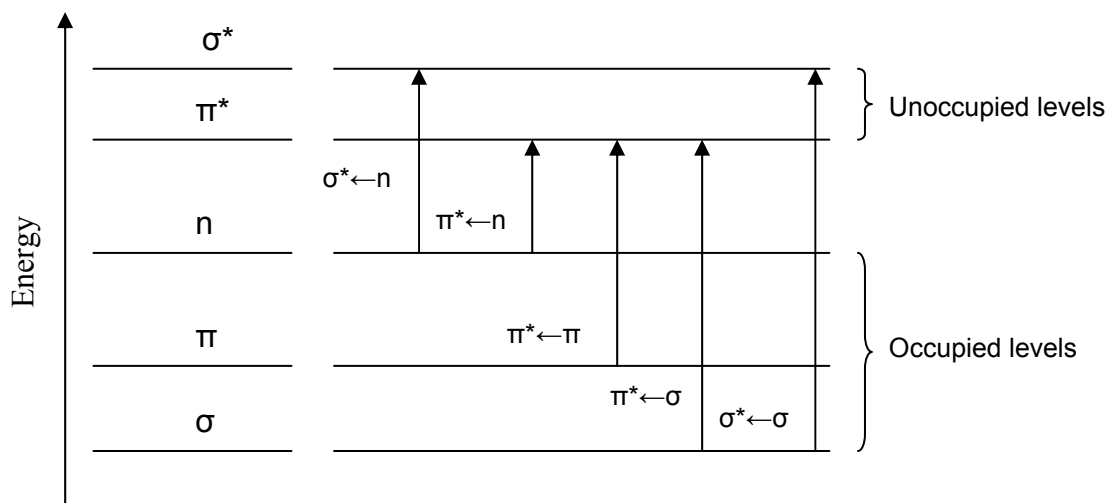 σ*
π*
Unoccupied levels
σ*←n
n
π*←n
Energy
π
π*←π
Occupied levels
π*←σ
σ
σ*←σ